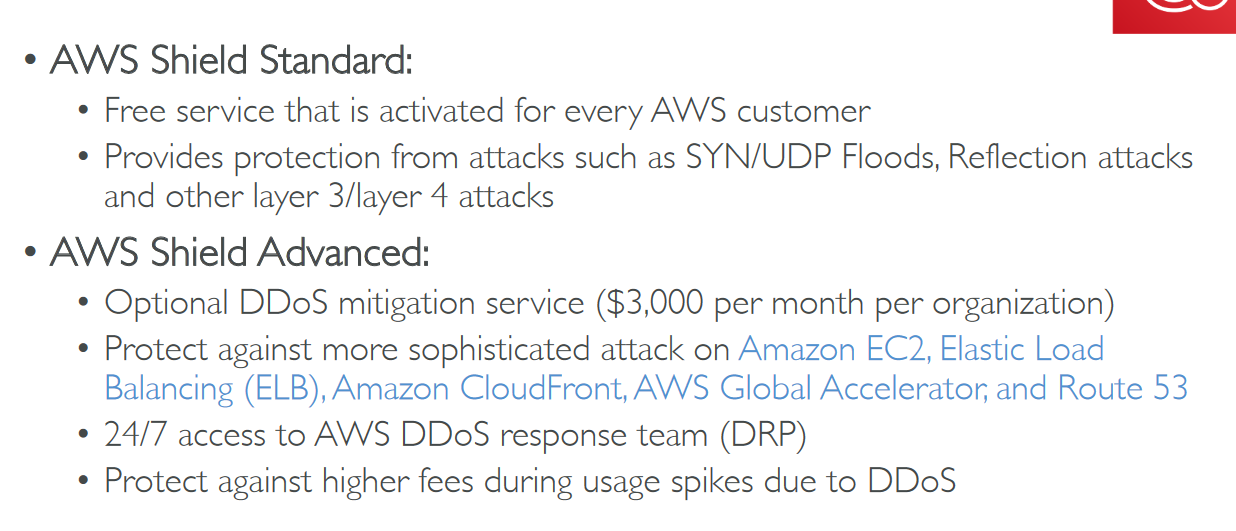 • AWS Shield Standard:
• Free service that is activated for every AWS customer
• Provides protection from attacks such as SYN/UDP Floods, Reflection attacks
and other layer 3/layer 4 attacks
• AWS Shield Advanced:
• Optional DDoS mitigation service ($3,000 per month per organization)
• Protect against more sophisticated attack on Amazon EC2, Elastic Load
Balancing (ELB), Amazon CloudFront, AWS Global Accelerator, and Route 53
• 24/7 access to AWS DDoS response team (DRP)
• Protect against higher fees during usage spikes due to DDoS